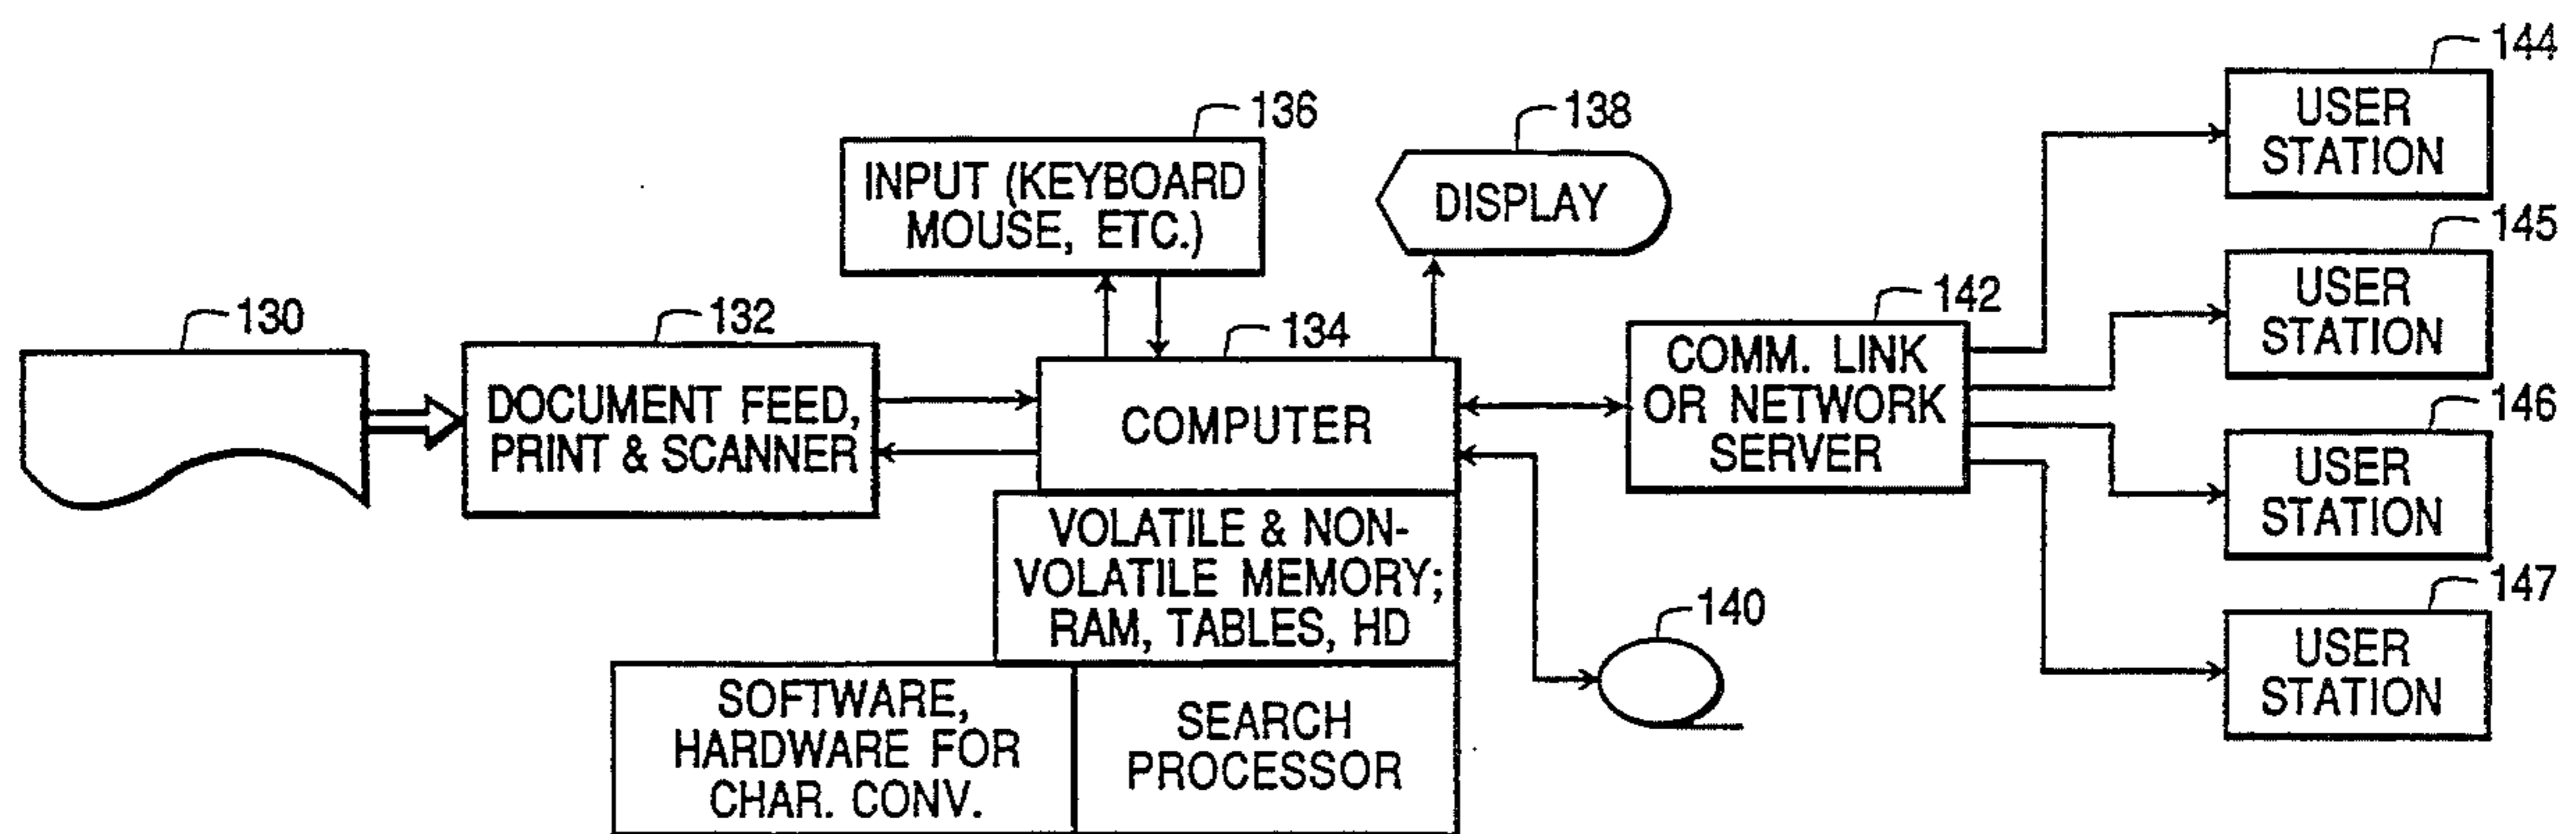 130
132
DOCUMENT FEED,
PRINT & SCANNER
136
INPUT (KEYBOARD
MOUSE, ETC.)
138
DISPLAY
134
COMPUTER
VOLATILE & NON-
VOLATILE MEMORY;
RAM, TABLES, HD
SOFTWARE,
HARDWARE FOR
CHAR. CONV.
SEARCH
PROCESSOR
140
142
COMM. LINK
OR NETWORK
SERVER
144
USER
STATION
145
USER
STATION
146
USER
STATION
147
USER
STATION